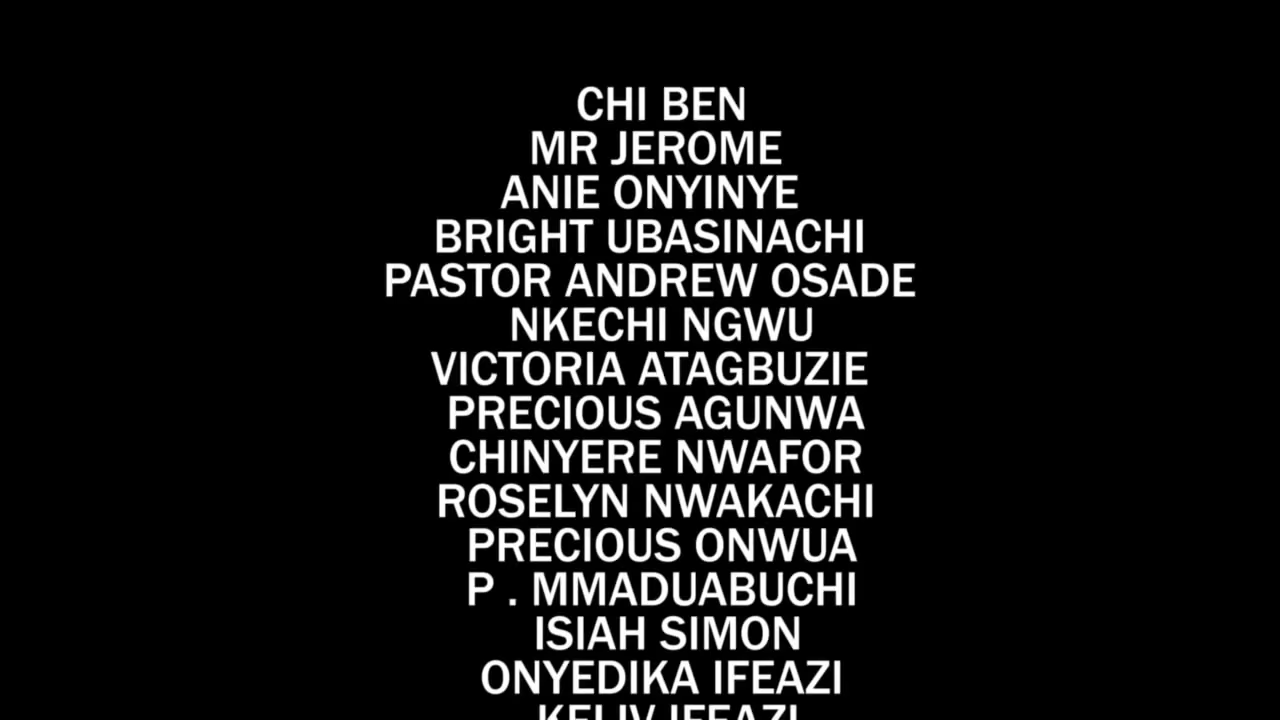 CHI BEN
MR JEROME
ANIE ONYINYE
BRIGHT UBASINACHI
PASTOR ANDREW OSADE
NKECHI NGWU
VICTORIA ATAGBUZIE
PRECIOUS AGUNWA
CHINYERE NWAFOR
ROSELYN NWAKACHI
PRECIOUS ONWUA
P . MMADUABUCHI
ISIAH SIMON
ONYEDIKA IFEAZI
IFEAZI